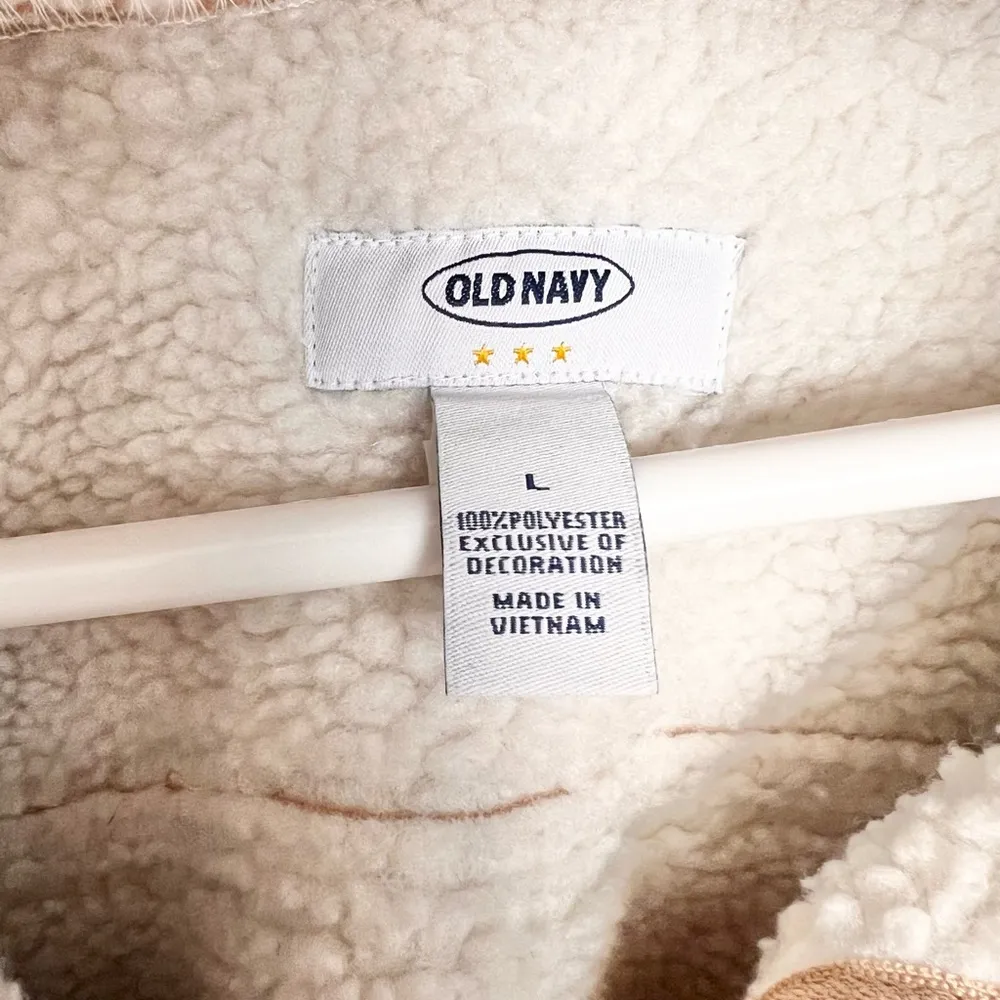 OLD NAVY
L
100%POLYESTER
EXCLUSIVE OF
DECORATION
MADE IN
VIETNAM